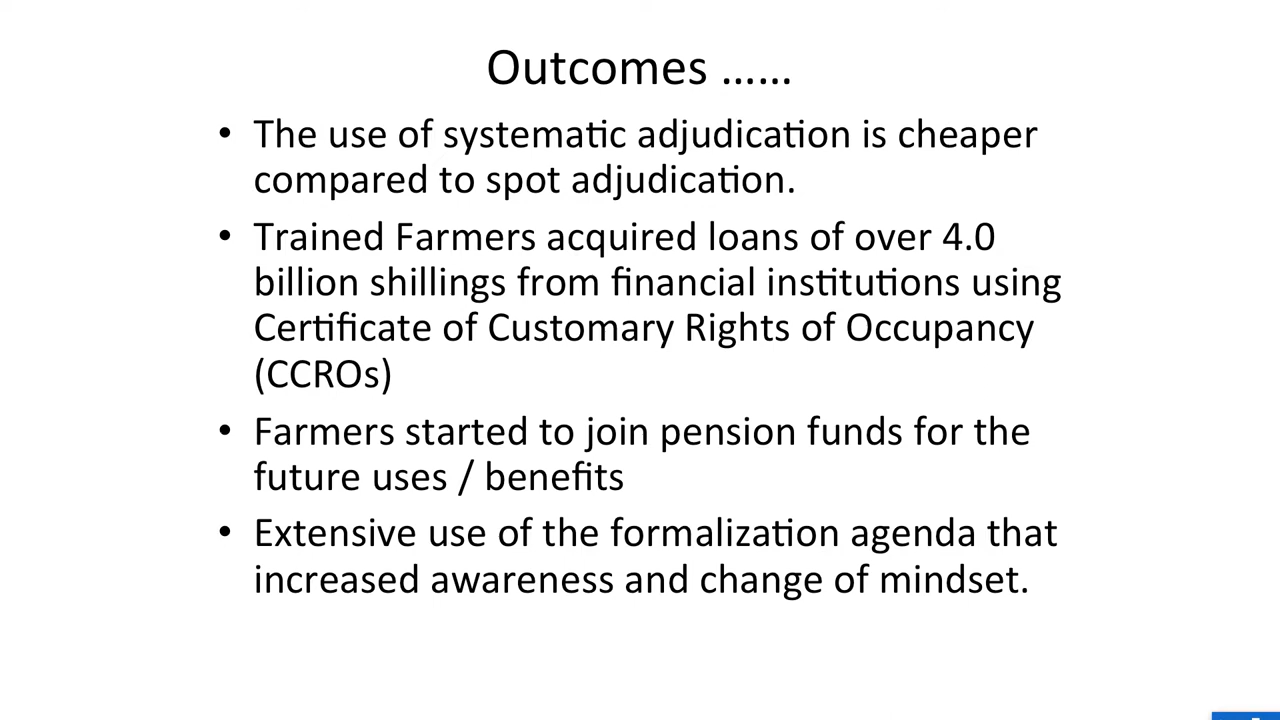 Outcomes ......
• The use of systematic adjudication is cheaper
compared to spot adjudication.
• Trained Farmers acquired loans of over 4.0
billion shillings from financial institutions using
Certificate of Customary Rights of Occupancy
(CCROs)
• Farmers started to join pension funds for the
future uses / benefits
• Extensive use of the formalization agenda that
increased awareness and change of mindset.